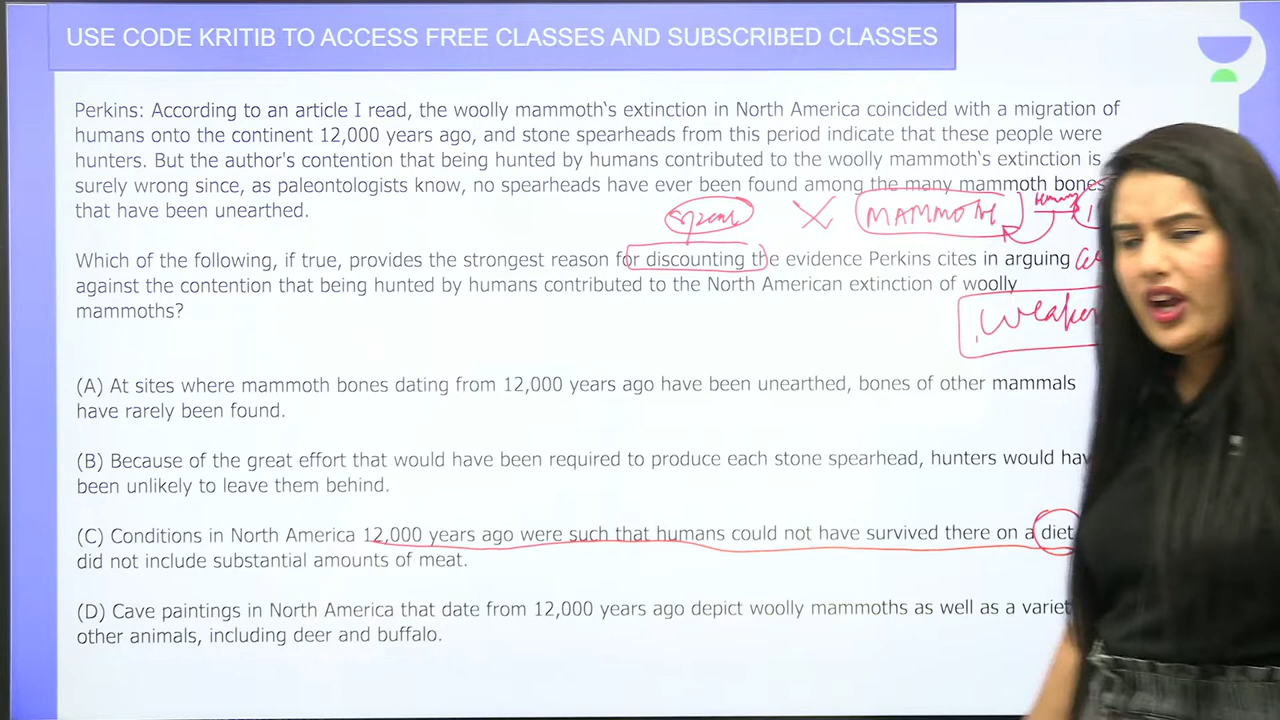 USE CODE KRITIB TO ACCESS FREE CLASSES AND SUBSCRIBED CLASSES
Perkins: According to an article I read, the woolly mammoth's extinction in North America coincided with a migration of
humans onto the continent 12,000 years ago, and stone spearheads from this period indicate that these people were
hunters. But the author's contention that being hunted by humans contributed to the woolly mammoth's extinction is
surely wrong since, as paleontologists know, no spearheads have ever been found among the many mammoth bones
that have been unearthed.
spear X MAMMOTH
Which of the following, if true, provides the strongest reason for discounting the evidence Perkins cites in arguing
against the contention that being hunted by humans contributed to the North American extinction of woolly
mammoths?
(A) At sites where mammoth bones dating from 12,000 years ago have been unearthed, bones of other mammals
have rarely been found.
(B) Because of the great effort that would have been required to produce each stone spearhead, hunters would
been unlikely to leave them behind.
(C) Conditions in North America 12,000 years ago were such that humans could not have survived there on a diet
did not include substantial amounts of meat.
(D) Cave paintings in North America that date from 12,000 years ago depict woolly mammoths as well as a
other animals, including deer and buffalo.